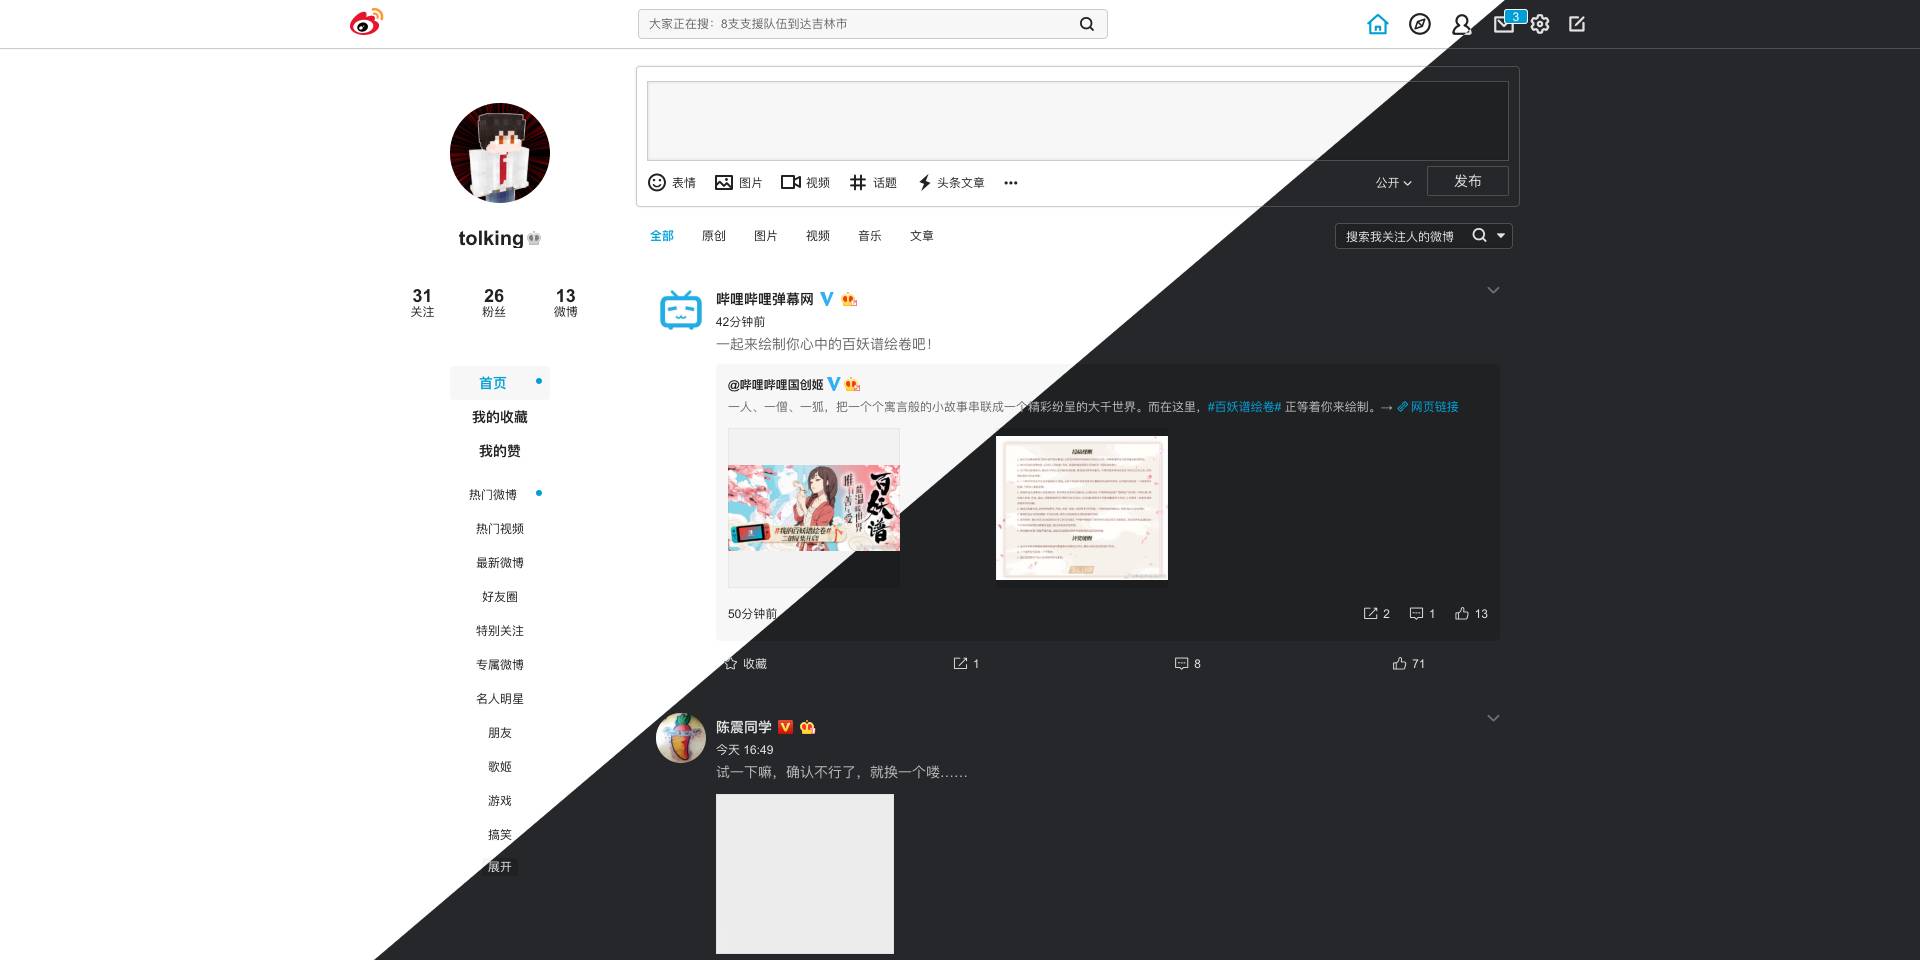 大家正在搜：8支支援队伍到达吉林市
3
表情 图片 视频 话题 头条文章 ···
公开 发布
tolking
31 26 13
关注 粉丝 微博
全部 原创 图片 视频 音乐 文章
搜索我关注人的微博
首页
我的收藏
我的赞
热门微博
热门视频
最新微博
好友圈
特别关注
专属微博
名人明星
朋友
歌姬
游戏
搞笑
展开
哔哩哔哩弹幕网
42分钟前
一起来绘制你心中的百妖谱绘卷吧！
@哔哩哔哩国创姬
一人、一僧、一狐，把一个个寓言般的小故事串联成一个精彩纷呈的大千世界。而在这里，#百妖谱绘卷# 正等着你来绘制。→ 网页链接
百妖谱
#我的百妖谱绘卷#
50分钟前 2 1 13
收藏 1 8 71
陈震同学
今天 16:49
试一下嘛，确认不行了，就换一个喽……